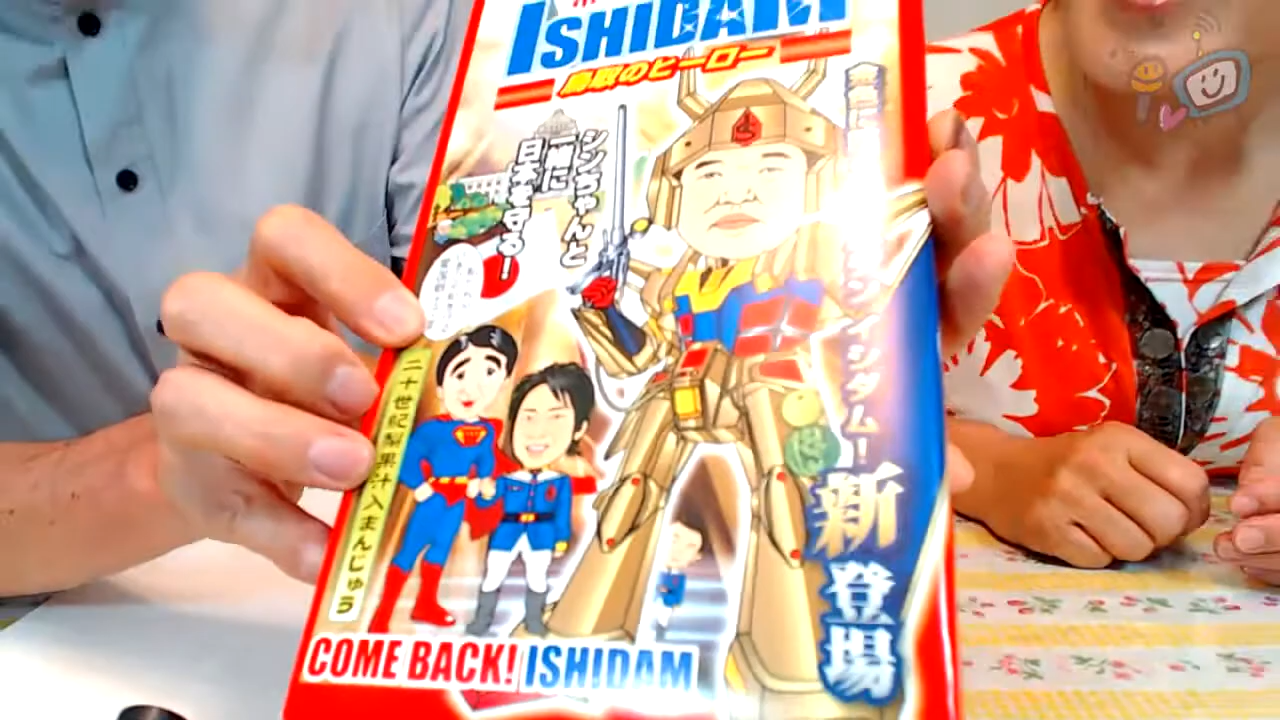 ISHIDAM
鳥取のヒーロー
シンちゃんと
一緒に
日本を守る!
イシダム!
新登場
二十世紀梨果汁入まんじゅう
COME BACK! ISHIDAM